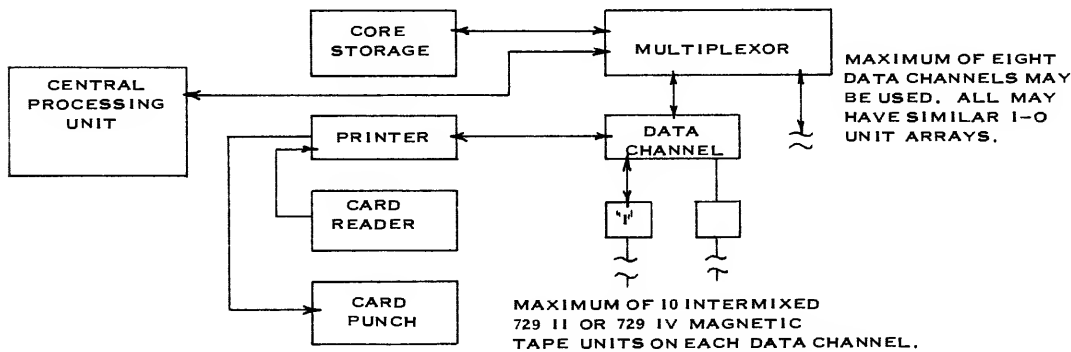 CORE
STORAGE
MULTIPLEXOR
MAXIMUM OF EIGHT
DATA CHANNELS MAY
BE USED. ALL MAY
HAVE SIMILAR I-O
UNIT ARRAYS.
CENTRAL
PROCESSING
UNIT
PRINTER
DATA
CHANNEL
CARD
READER
CARD
PUNCH
MAXIMUM OF 10 INTERMIXED
729 II OR 729 IV MAGNETIC
TAPE UNITS ON EACH DATA CHANNEL.